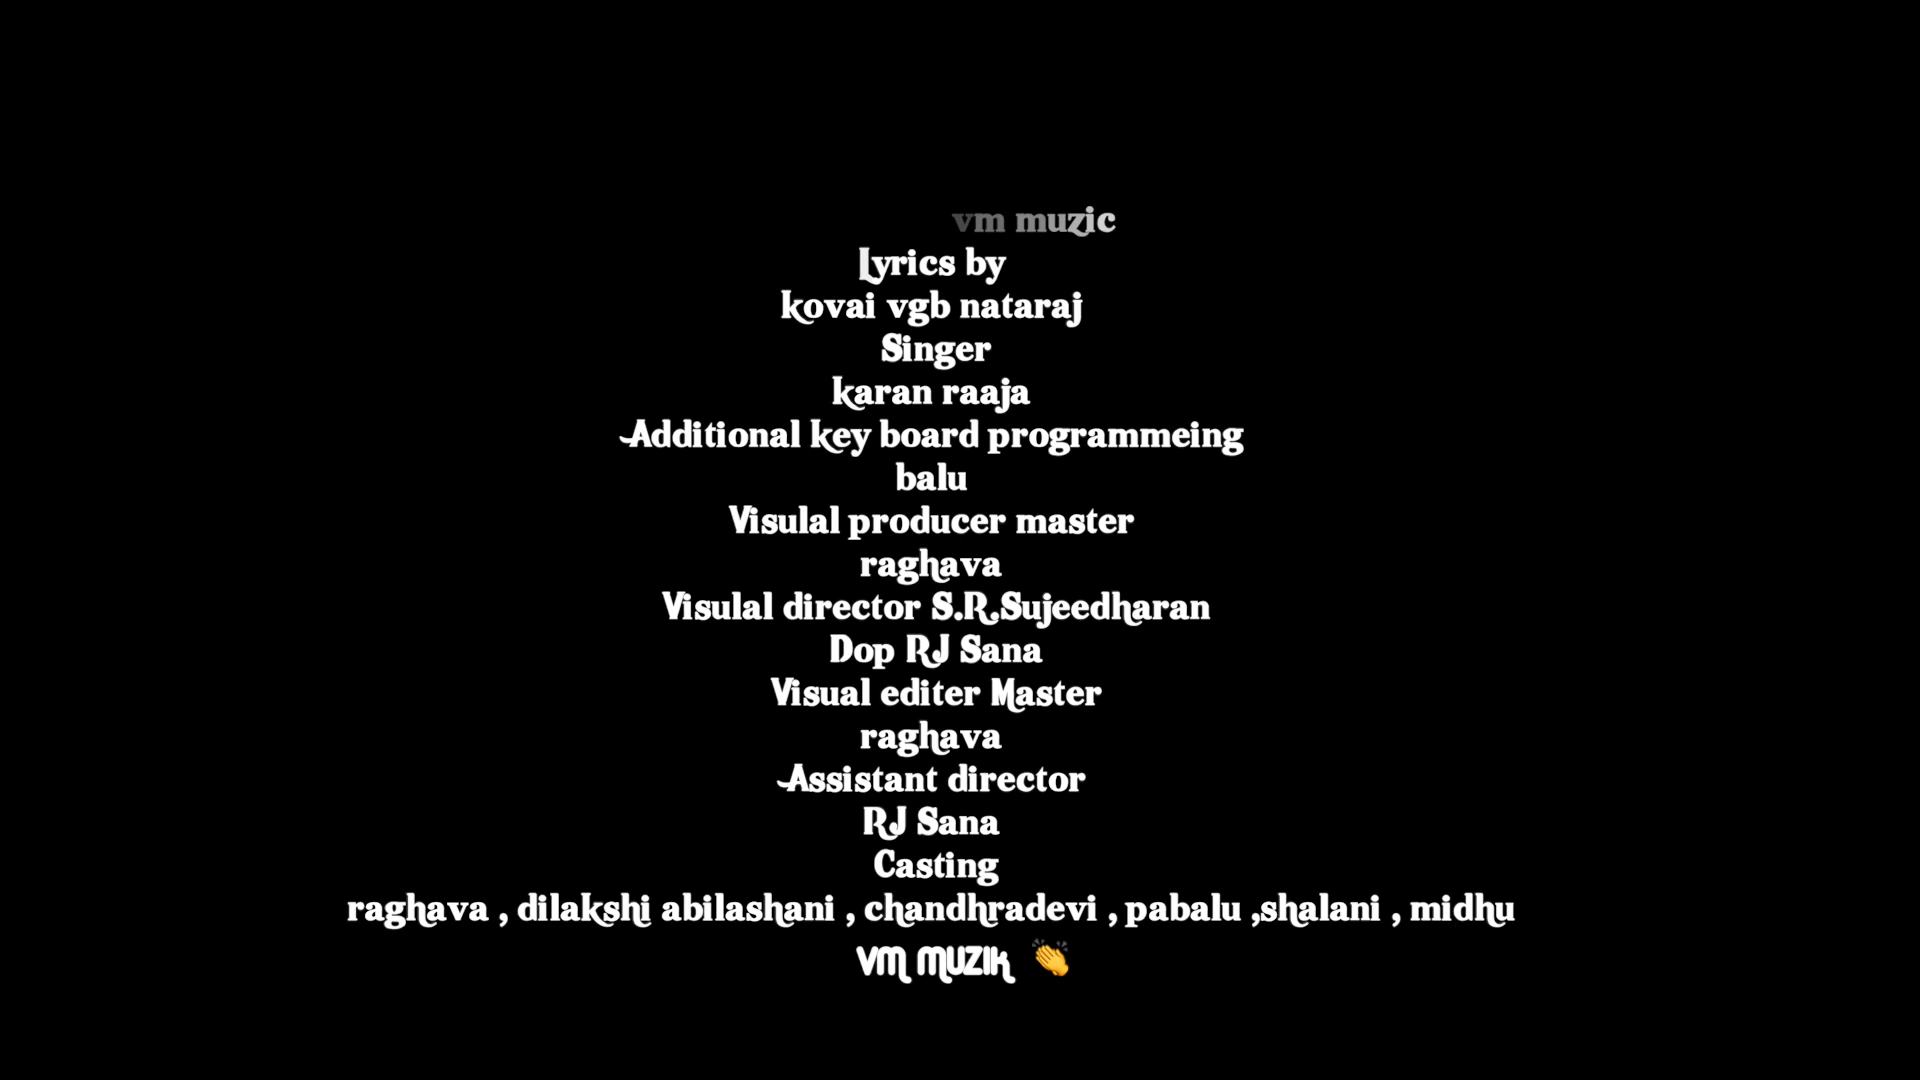 vm muzic
Lyrics by
kovai vgb nataraj
Singer
karan raaja
Additional key board programmeing
balu
Visulal producer master
raghava
Visulal director S.R.Sujeedharan
Dop RJ Sana
Visual editer Master
raghava
Assistant director
RJ Sana
Casting
raghava , dilakshi abilashani , chandhradevi , pabalu ,shalani , midhu
VM MUZIK 👏